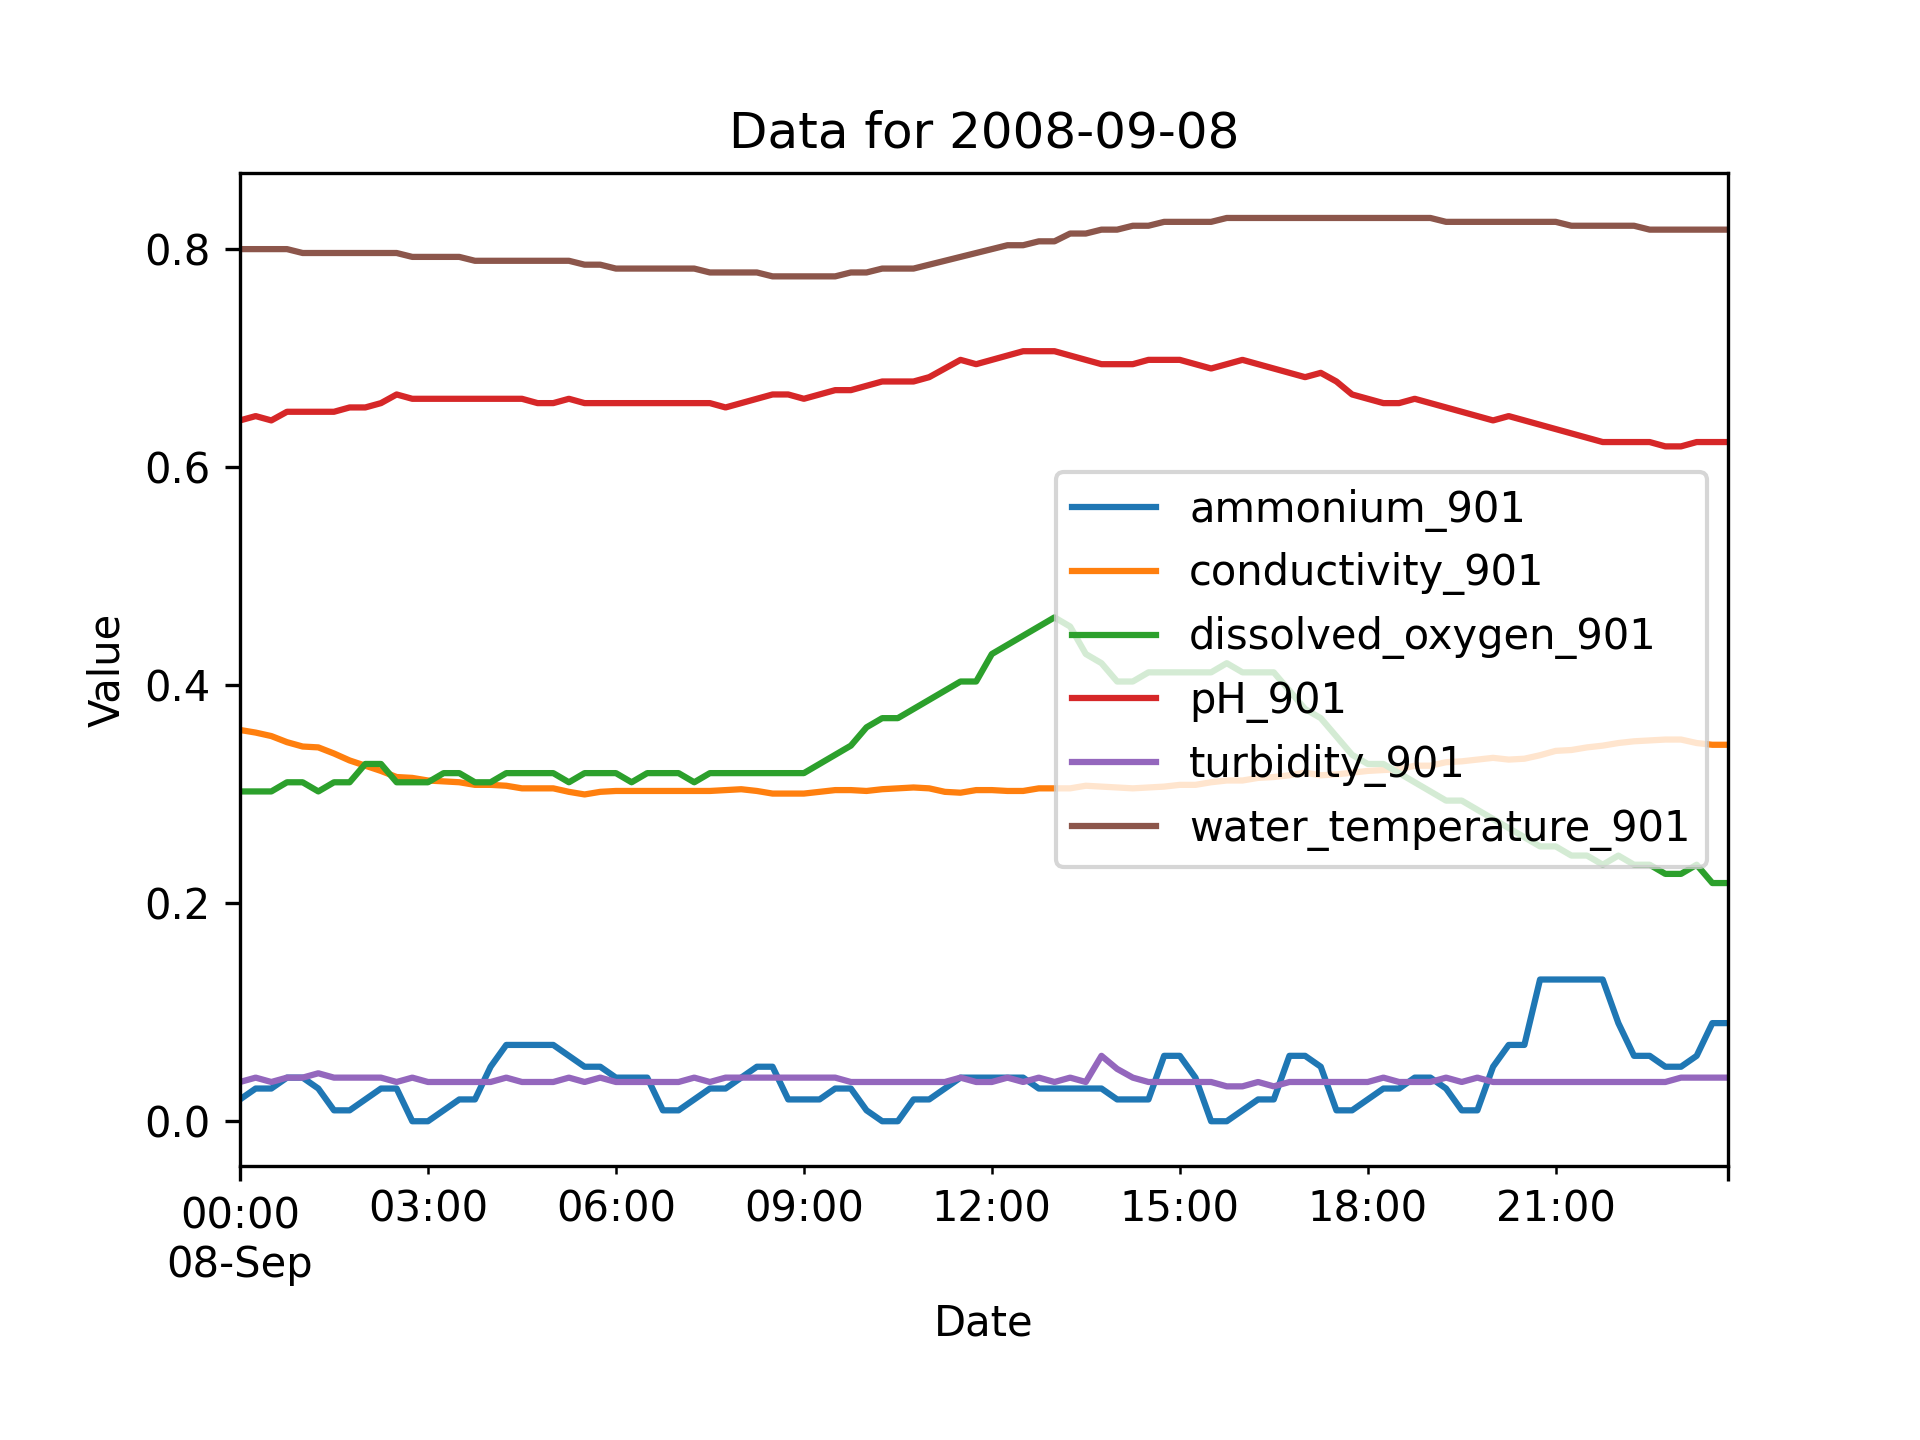 Data for 2008-09-08
Value
0.8
0.6
0.4
0.2
0.0
ammonium_901
conductivity_901
dissolved_oxygen_901
pH_901
turbidity_901
water_temperature_901
00:00 03:00 06:00 09:00 12:00 15:00 18:00 21:00
08-Sep
Date